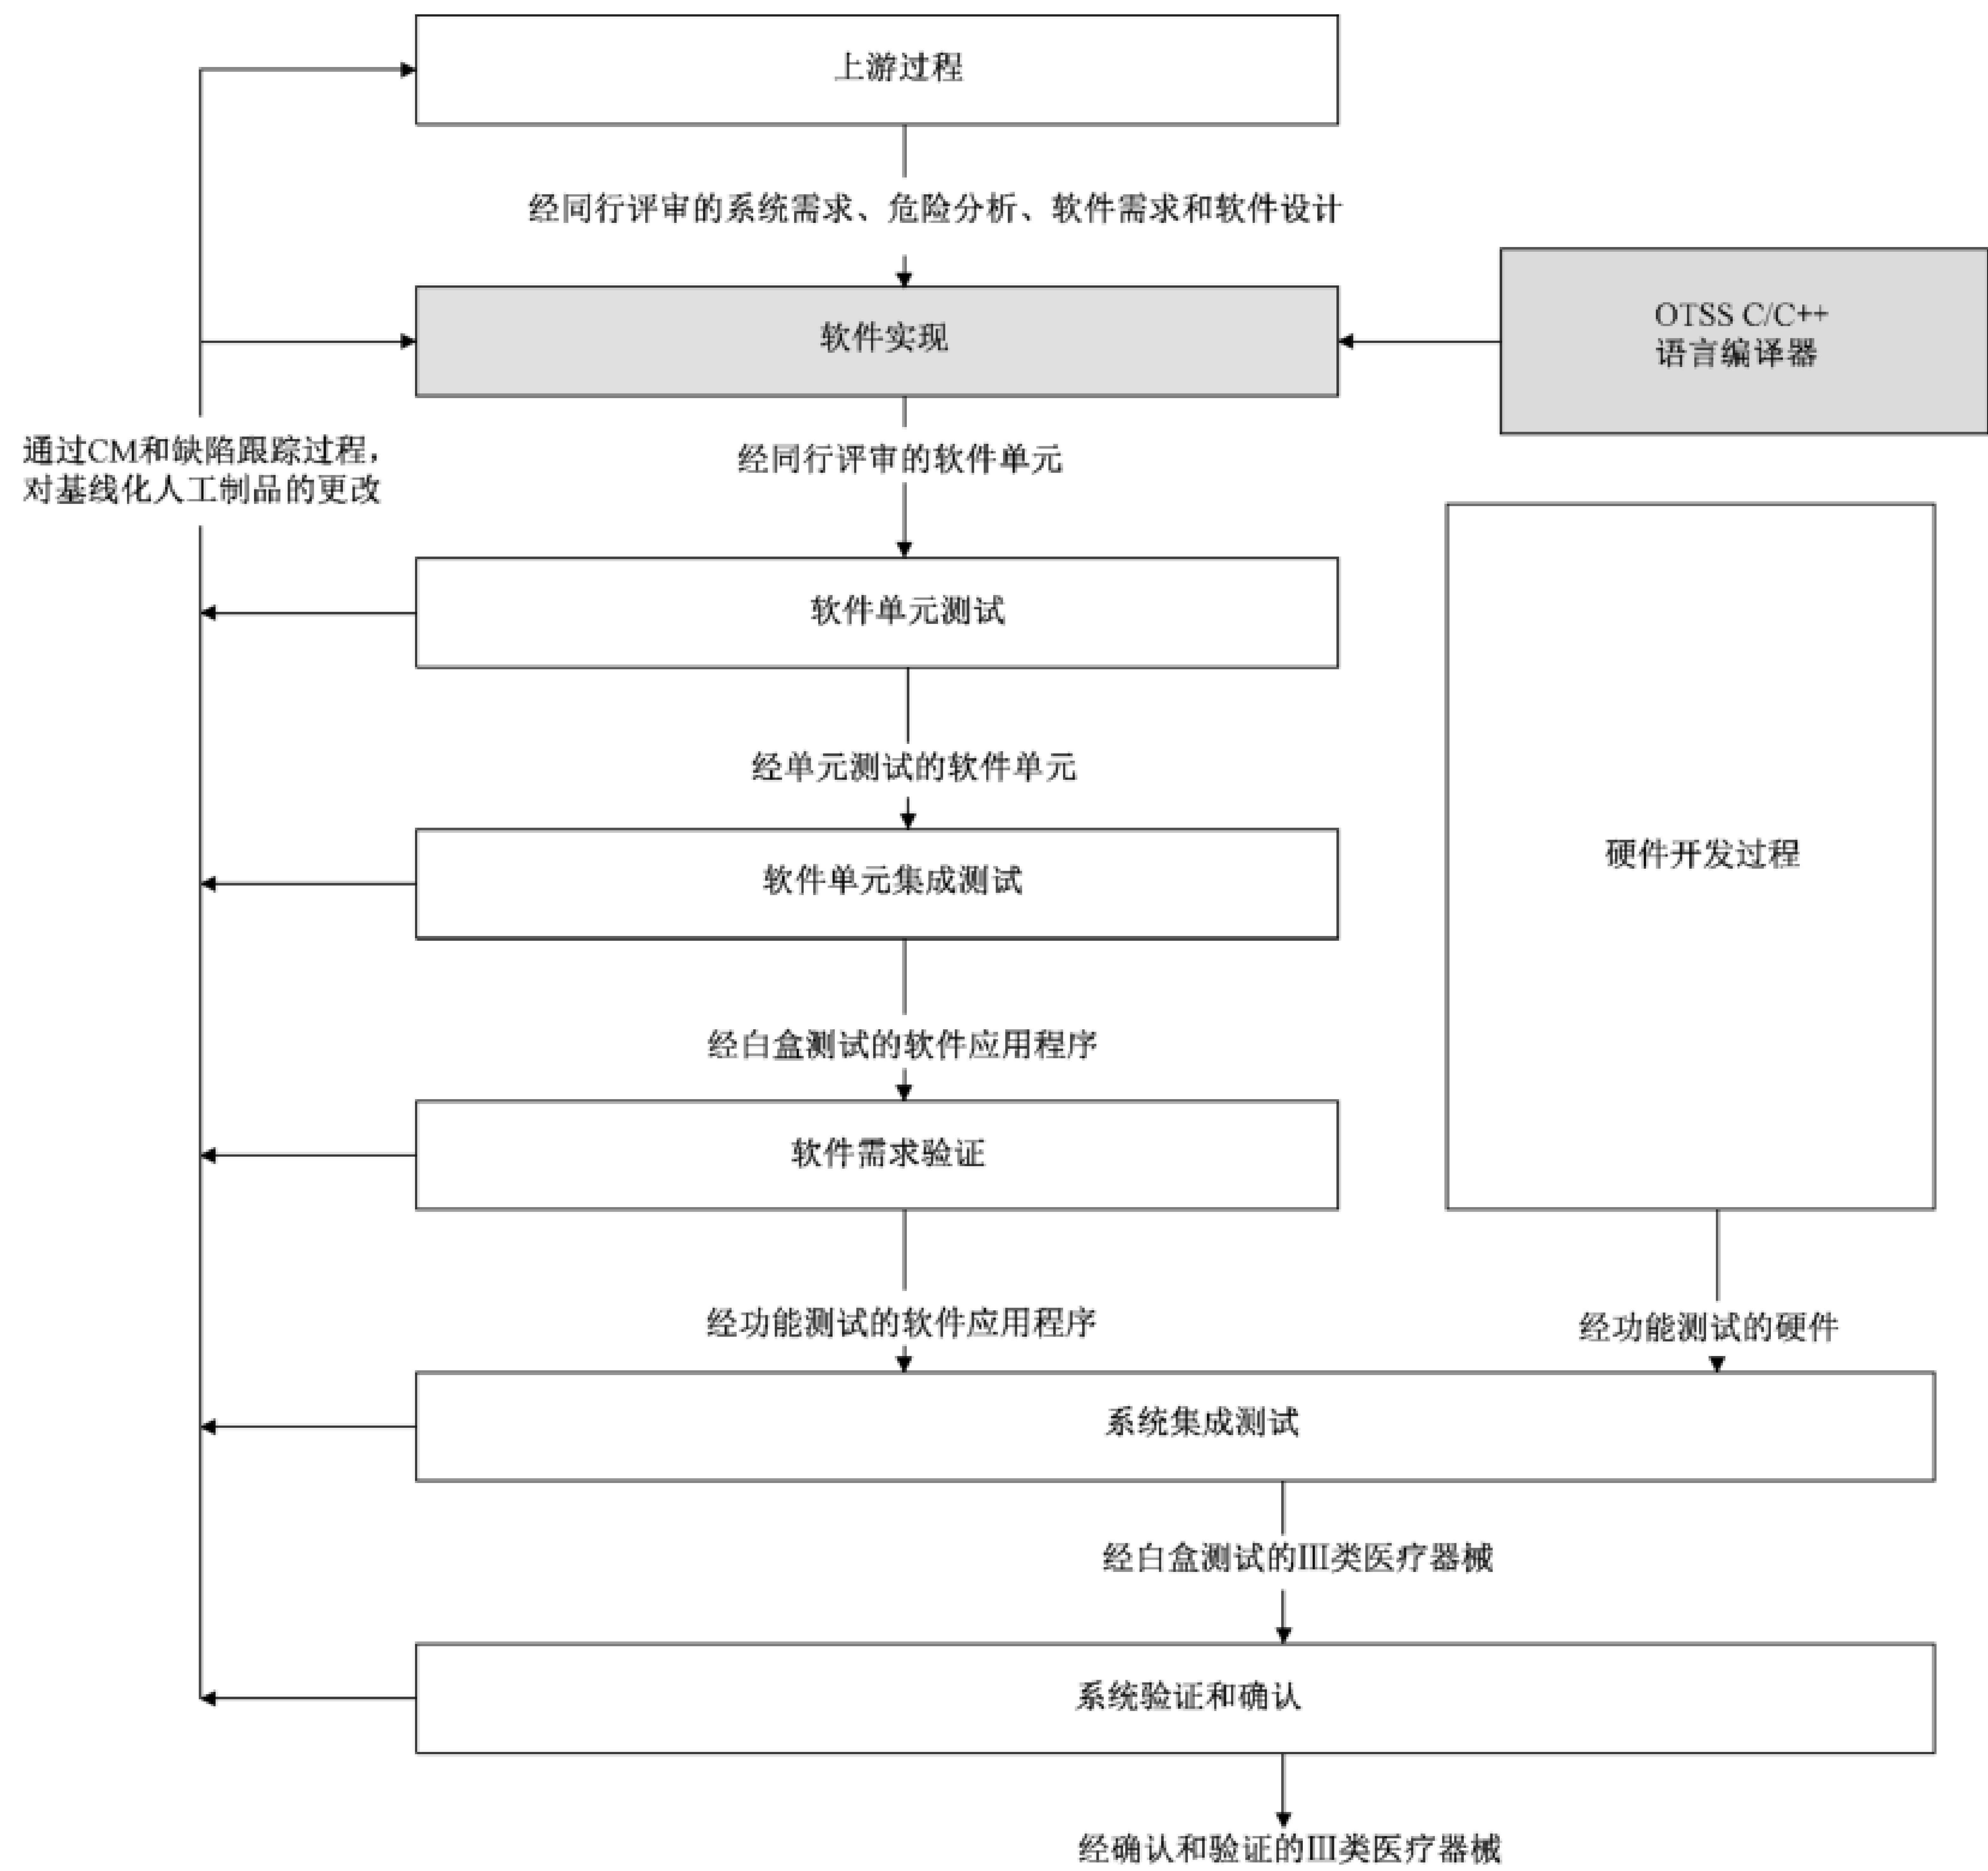 上游过程
经同行评审的系统需求、危险分析、软件需求和软件设计
软件实现
OTSS C/C++
语言编译器
通过CM和缺陷跟踪过程，
对基线化人工制品的更改
经同行评审的软件单元
软件单元测试
经单元测试的软件单元
软件单元集成测试
硬件开发过程
经白盒测试的软件应用程序
软件需求验证
经功能测试的软件应用程序
经功能测试的硬件
系统集成测试
经白盒测试的Ⅲ类医疗器械
系统验证和确认
经确认和验证的Ⅲ类医疗器械